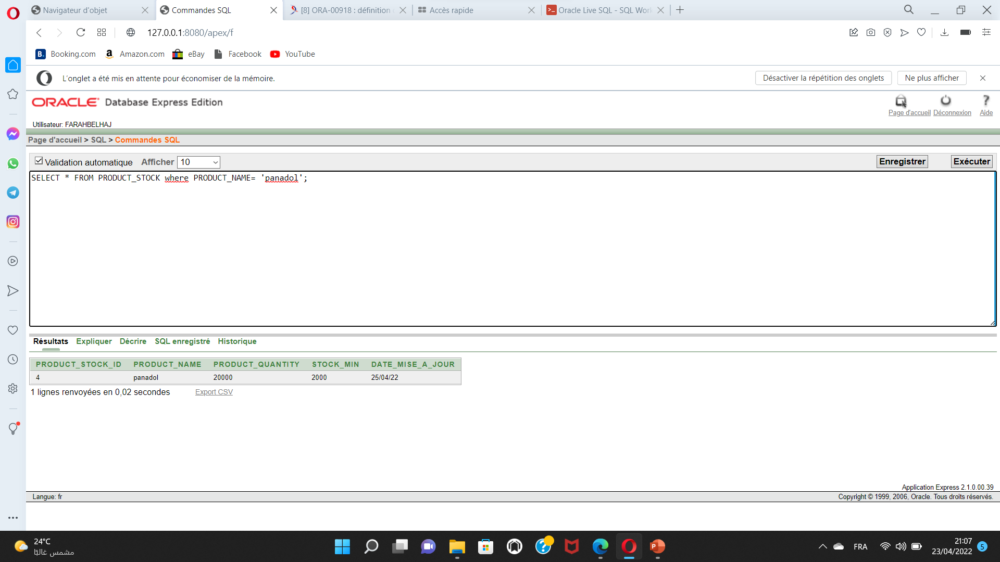 Navigateur d'objet
Commandes SQL
[8] ORA-00918 : définition
Accès rapide
Oracle Live SQL - SQL Work
127.0.0.1:8080/apex/f
Booking.com
Amazon.com
eBay
Facebook
YouTube
L'onglet a été mis en attente pour économiser de la mémoire.
Désactiver la répétition des onglets
Ne plus afficher
ORACLE Database Express Edition
Page d'accueil
Déconnexion
Aide
Utilisateur: FARAHBELHAJ
Page d'accueil > SQL > Commandes SQL
Validation automatique Afficher 10
Enregistrer
Exécuter
SELECT * FROM PRODUCT_STOCK where PRODUCT_NAME= 'panadol';
Résultats Expliquer Décrire SQL enregistré Historique
PRODUCT_STOCK_ID PRODUCT_NAME PRODUCT_QUANTITY STOCK_MIN DATE_MISE_A_JOUR
4 panadol 20000 2000 25/04/22
1 lignes renvoyées en 0,02 secondes Export CSV
Application Express 2.1.0.00.39
Langue: fr
Copyright © 1999, 2006, Oracle. Tous droits réservés.
24°C
مشمس غالبًا
FRA
21:07
23/04/2022
5